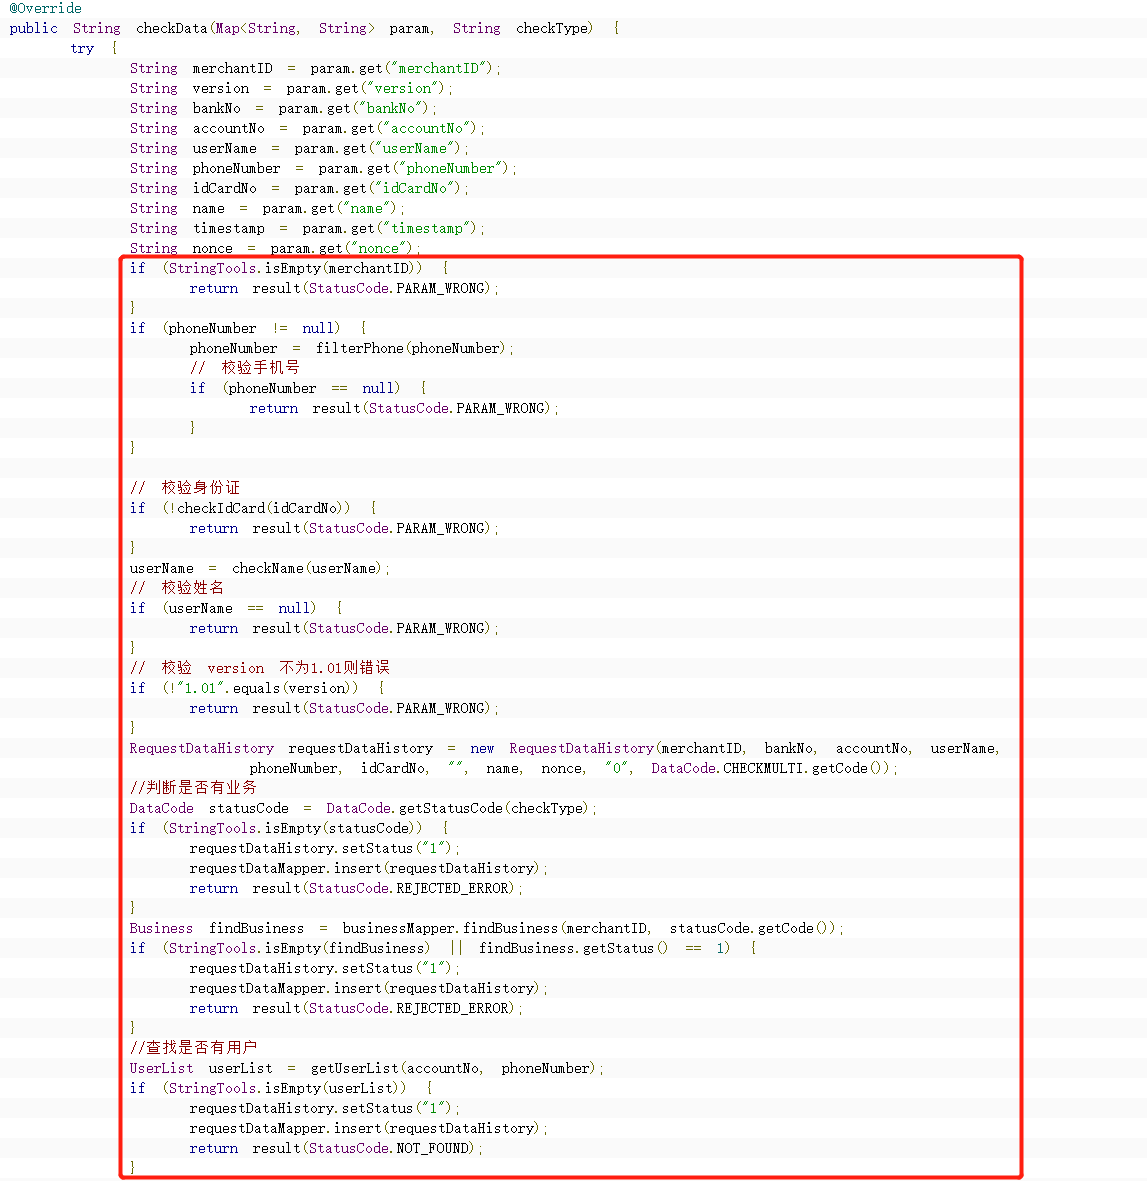 @Override
public String checkData(Map<String, String> param, String checkType) {
try {
String merchantID = param.get("merchantID");
String version = param.get("version");
String bankNo = param.get("bankNo");
String accountNo = param.get("accountNo");
String userName = param.get("userName");
String phoneNumber = param.get("phoneNumber");
String idCardNo = param.get("idCardNo");
String name = param.get("name");
String timestamp = param.get("timestamp");
String nonce = param.get("nonce");
if (StringTools.isEmpty(merchantID)) {
return result(StatusCode.PARAM_WRONG);
}
if (phoneNumber != null) {
phoneNumber = filterPhone(phoneNumber);
// 校验手机号
if (phoneNumber == null) {
return result(StatusCode.PARAM_WRONG);
}
}
// 校验身份证
if (!checkIdCard(idCardNo)) {
return result(StatusCode.PARAM_WRONG);
}
userName = checkName(userName);
// 校验姓名
if (userName == null) {
return result(StatusCode.PARAM_WRONG);
}
// 校验 version 不为1.01则错误
if (!"1.01".equals(version)) {
return result(StatusCode.PARAM_WRONG);
}
RequestDataHistory requestDataHistory = new RequestDataHistory(merchantID, bankNo, accountNo, userName,
phoneNumber, idCardNo, "", name, nonce, "0", DataCode.CHECKMULTI.getCode());
//判断是否有业务
DataCode statusCode = DataCode.getStatusCode(checkType);
if (StringTools.isEmpty(statusCode)) {
requestDataHistory.setStatus("1");
requestDataMapper.insert(requestDataHistory);
return result(StatusCode.REJECTED_ERROR);
}
Business findBusiness = businessMapper.findBusiness(merchantID, statusCode.getCode());
if (StringTools.isEmpty(findBusiness) || findBusiness.getStatus() == 1) {
requestDataHistory.setStatus("1");
requestDataMapper.insert(requestDataHistory);
return result(StatusCode.REJECTED_ERROR);
}
//查找是否有用户
UserList userList = getUserList(accountNo, phoneNumber);
if (StringTools.isEmpty(userList)) {
requestDataHistory.setStatus("1");
requestDataMapper.insert(requestDataHistory);
return result(StatusCode.NOT_FOUND);
}